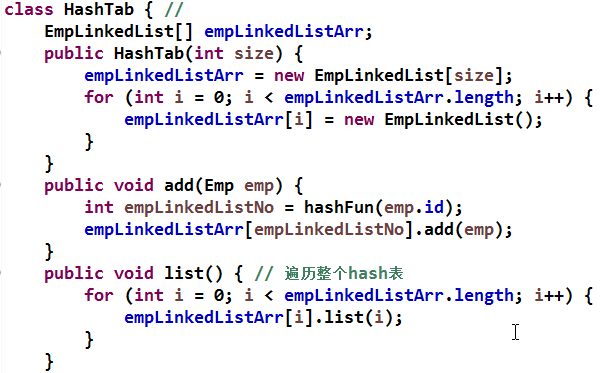 class HashTab { //
    EmpLinkedList[] empLinkedListArr;
    public HashTab(int size) {
        empLinkedListArr = new EmpLinkedList[size];
        for (int i = 0; i < empLinkedListArr.length; i++) {
            empLinkedListArr[i] = new EmpLinkedList();
        }
    }
    public void add(Emp emp) {
        int empLinkedListNo = hashFun(emp.id);
        empLinkedListArr[empLinkedListNo].add(emp);
    }
    public void list() { // 遍历整个hash表
        for (int i = 0; i < empLinkedListArr.length; i++) {
            empLinkedListArr[i].list(i);
        }
    }